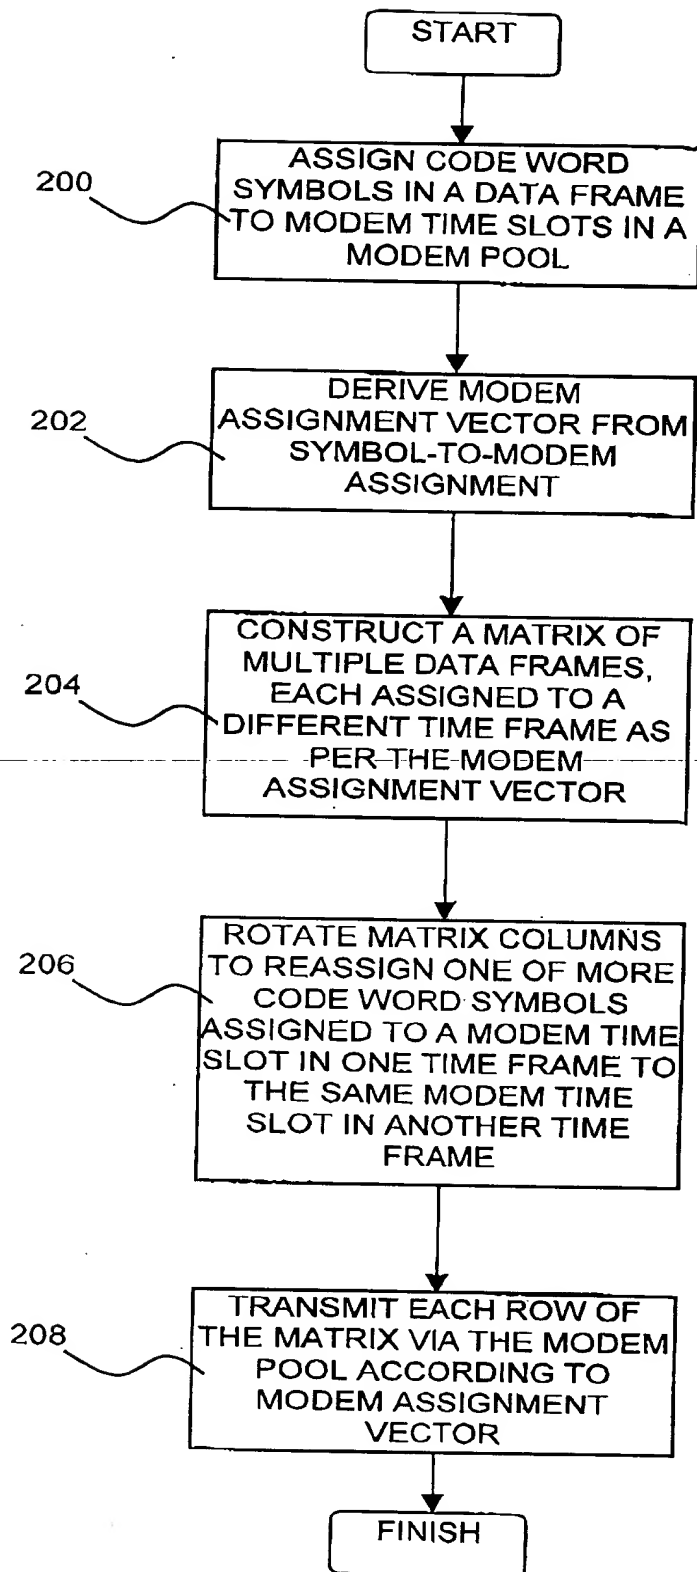 START
200
ASSIGN CODE WORD
SYMBOLS IN A DATA FRAME
TO MODEM TIME SLOTS IN A
MODEM POOL
202
DERIVE MODEM
ASSIGNMENT VECTOR FROM
SYMBOL-TO-MODEM
ASSIGNMENT
204
CONSTRUCT A MATRIX OF
MULTIPLE DATA FRAMES,
EACH ASSIGNED TO A
DIFFERENT TIME FRAME AS
PER THE MODEM
ASSIGNMENT VECTOR
206
ROTATE MATRIX COLUMNS
TO REASSIGN ONE OF MORE
CODE WORD SYMBOLS
ASSIGNED TO A MODEM TIME
SLOT IN ONE TIME FRAME TO
THE SAME MODEM TIME
SLOT IN ANOTHER TIME
FRAME
208
TRANSMIT EACH ROW OF
THE MATRIX VIA THE MODEM
POOL ACCORDING TO
MODEM ASSIGNMENT
VECTOR
FINISH